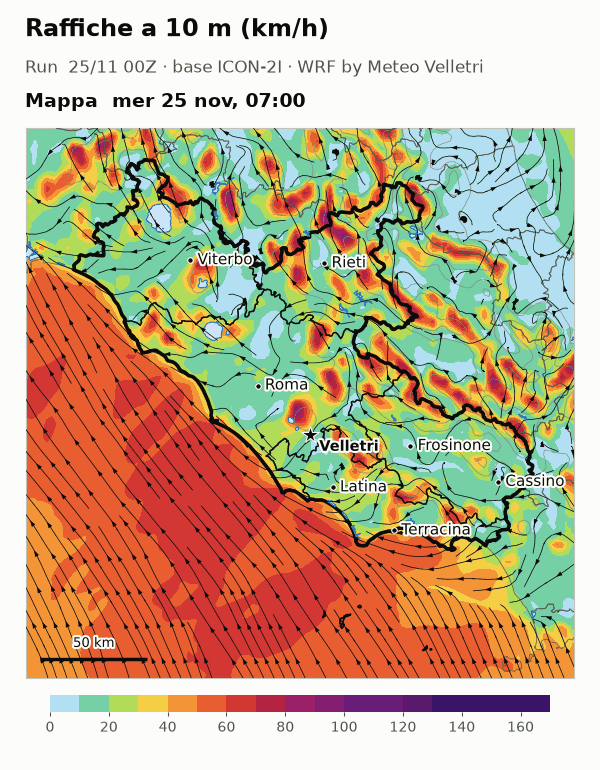 Raffiche a 10 m (km/h)
Run 25/11 00Z · base ICON-2I · WRF by Meteo Velletri
Mappa mer 25 nov, 07:00
Viterbo
Rieti
Roma
Velletri
Frosinone
Latina
Cassino
Terracina
50 km
0 20 40 60 80 100 120 140 160